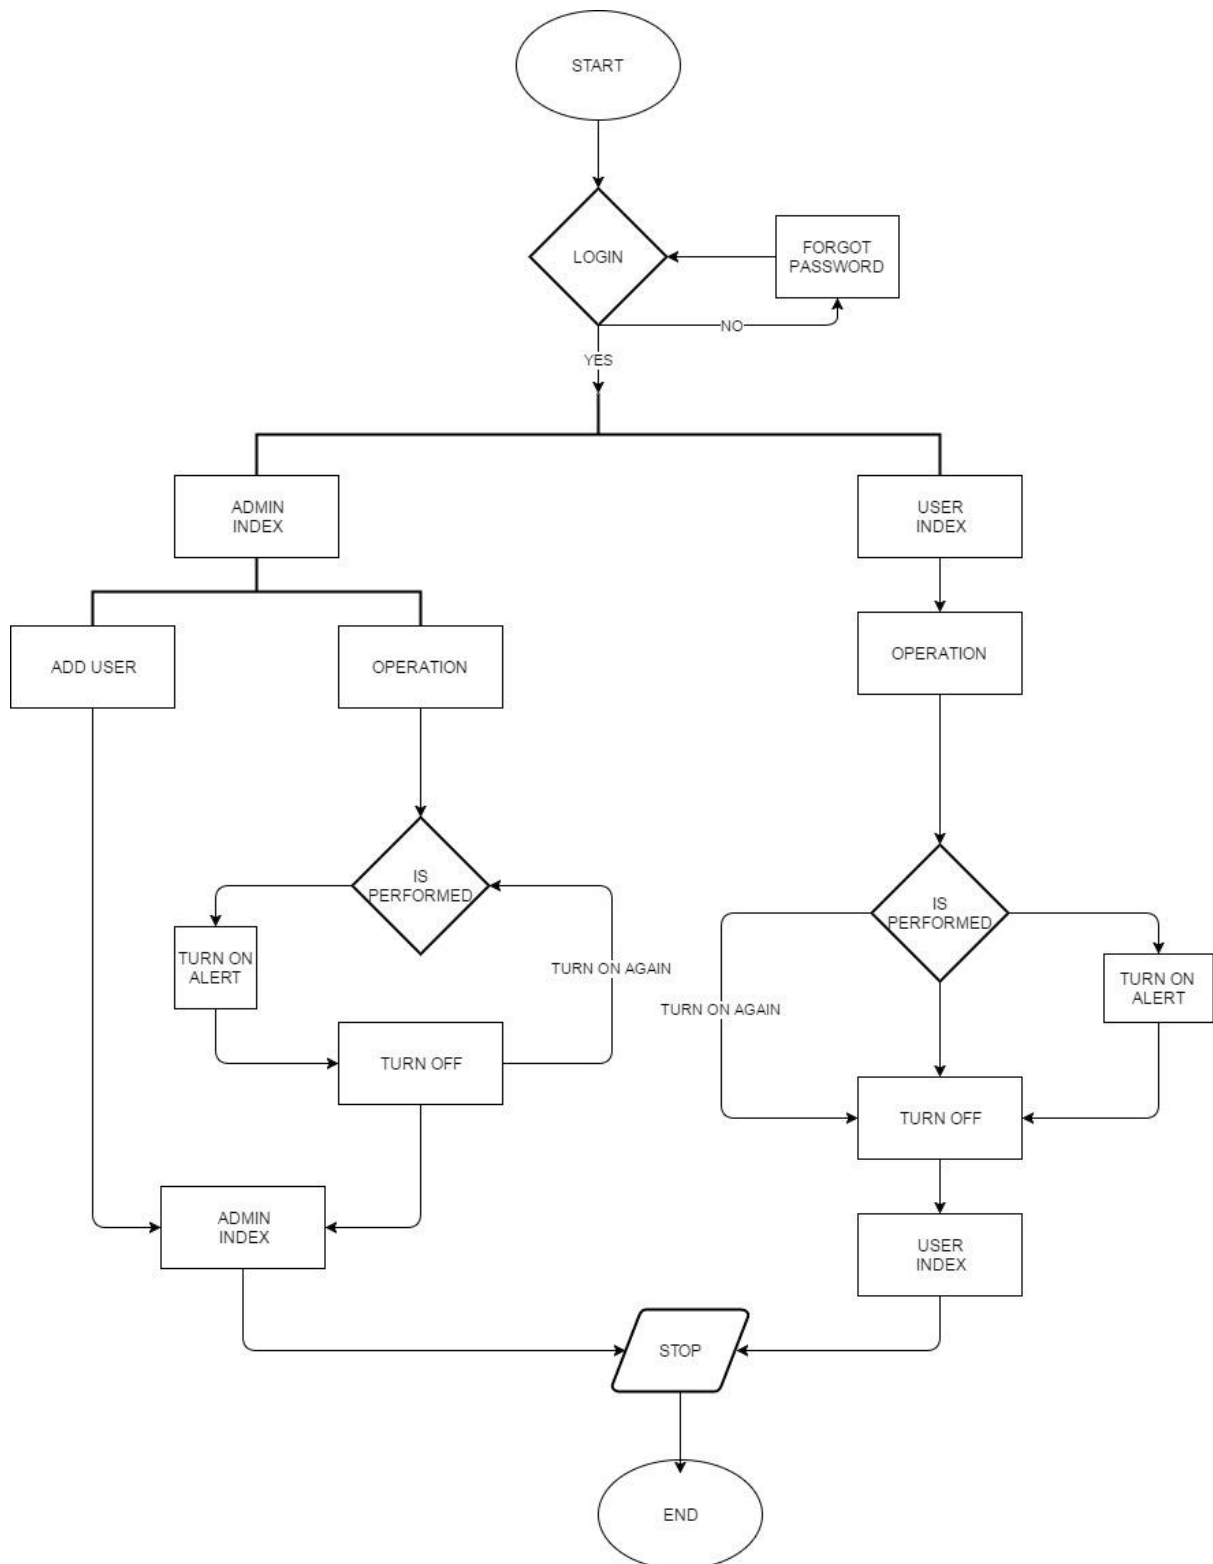 START
LOGIN
FORGOT
PASSWORD
NO
YES
ADMIN
INDEX
USER
INDEX
ADD USER
OPERATION
OPERATION
IS
PERFORMED
IS
PERFORMED
TURN ON
ALERT
TURN ON AGAIN
TURN ON
ALERT
TURN ON AGAIN
TURN OFF
TURN OFF
ADMIN
INDEX
USER
INDEX
STOP
END